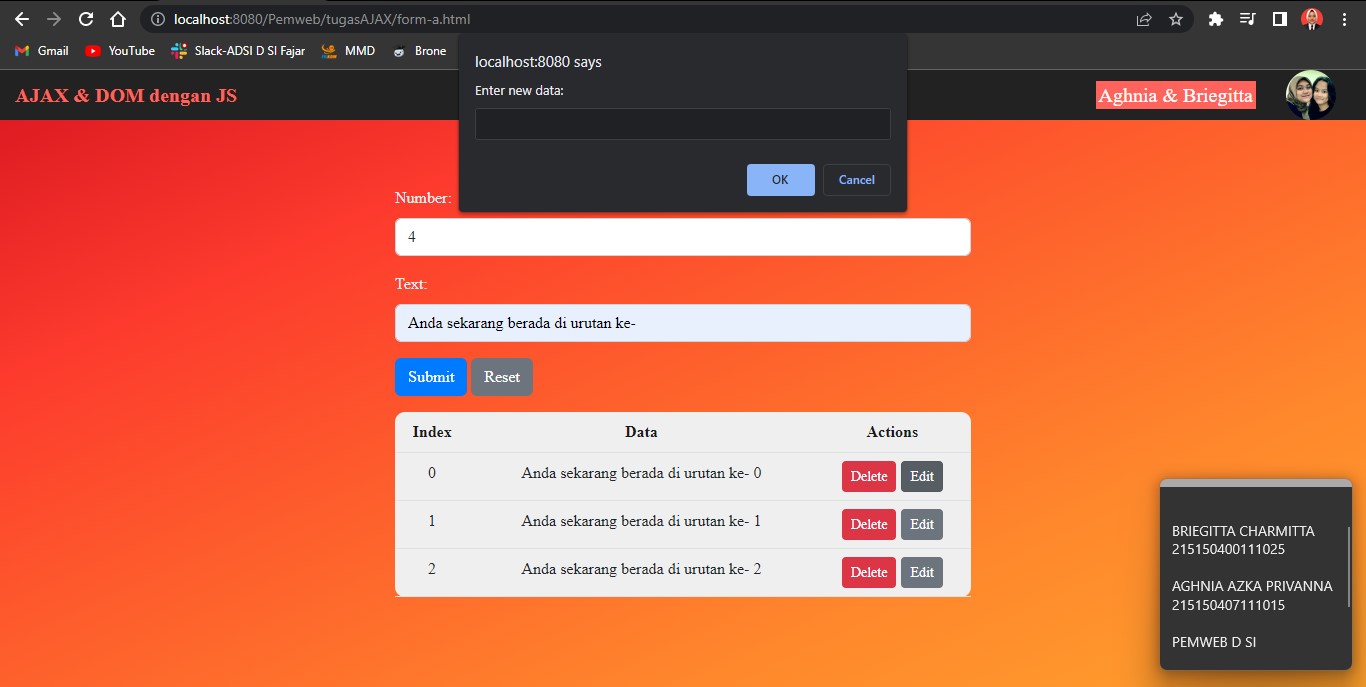 localhost:8080/Pemweb/tugasAJAX/form-a.html
Gmail YouTube Slack-ADSI D SI Fajar MMD Brone
localhost:8080 says
Enter new data:
OK Cancel
AJAX & DOM dengan JS
Aghnia & Briegitta
Number:
4
Text:
Anda sekarang berada di urutan ke-
Submit Reset
Index Data Actions
0 Anda sekarang berada di urutan ke- 0 Delete Edit
1 Anda sekarang berada di urutan ke- 1 Delete Edit
2 Anda sekarang berada di urutan ke- 2 Delete Edit
BRIEGITTA CHARMITTA
215150400111025
AGHNIA AZKA PRIVANNA
215150407111015
PEMWEB D SI